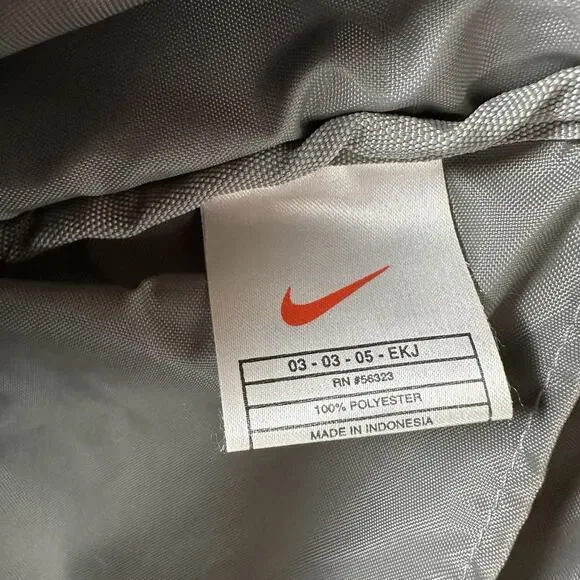 03 - 03 - 05 - EKJ
RN #56323
100% POLYESTER
MADE IN INDONESIA